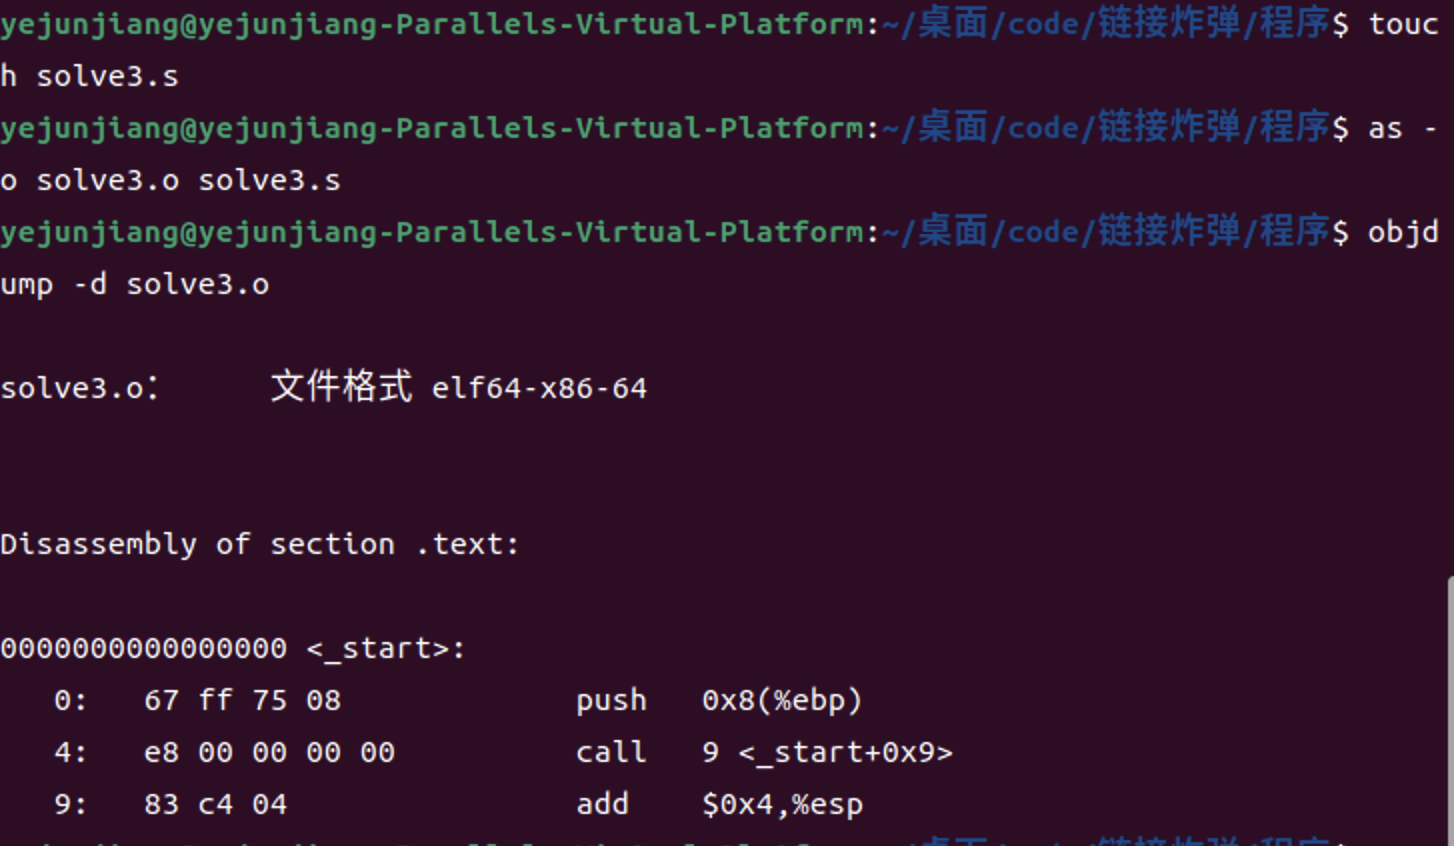 yejunjiang@yejunjiang-Parallels-Virtual-Platform:~/桌面/code/链接炸弹/程序$ touc
h solve3.s
yejunjiang@yejunjiang-Parallels-Virtual-Platform:~/桌面/code/链接炸弹/程序$ as -
o solve3.o solve3.s
yejunjiang@yejunjiang-Parallels-Virtual-Platform:~/桌面/code/链接炸弹/程序$ objd
ump -d solve3.o
solve3.o：     文件格式 elf64-x86-64
Disassembly of section .text:
0000000000000000 <_start>:
   0:   67 ff 75 08             push   0x8(%ebp)
   4:   e8 00 00 00 00          call   9 <_start+0x9>
   9:   83 c4 04                add    $0x4,%esp